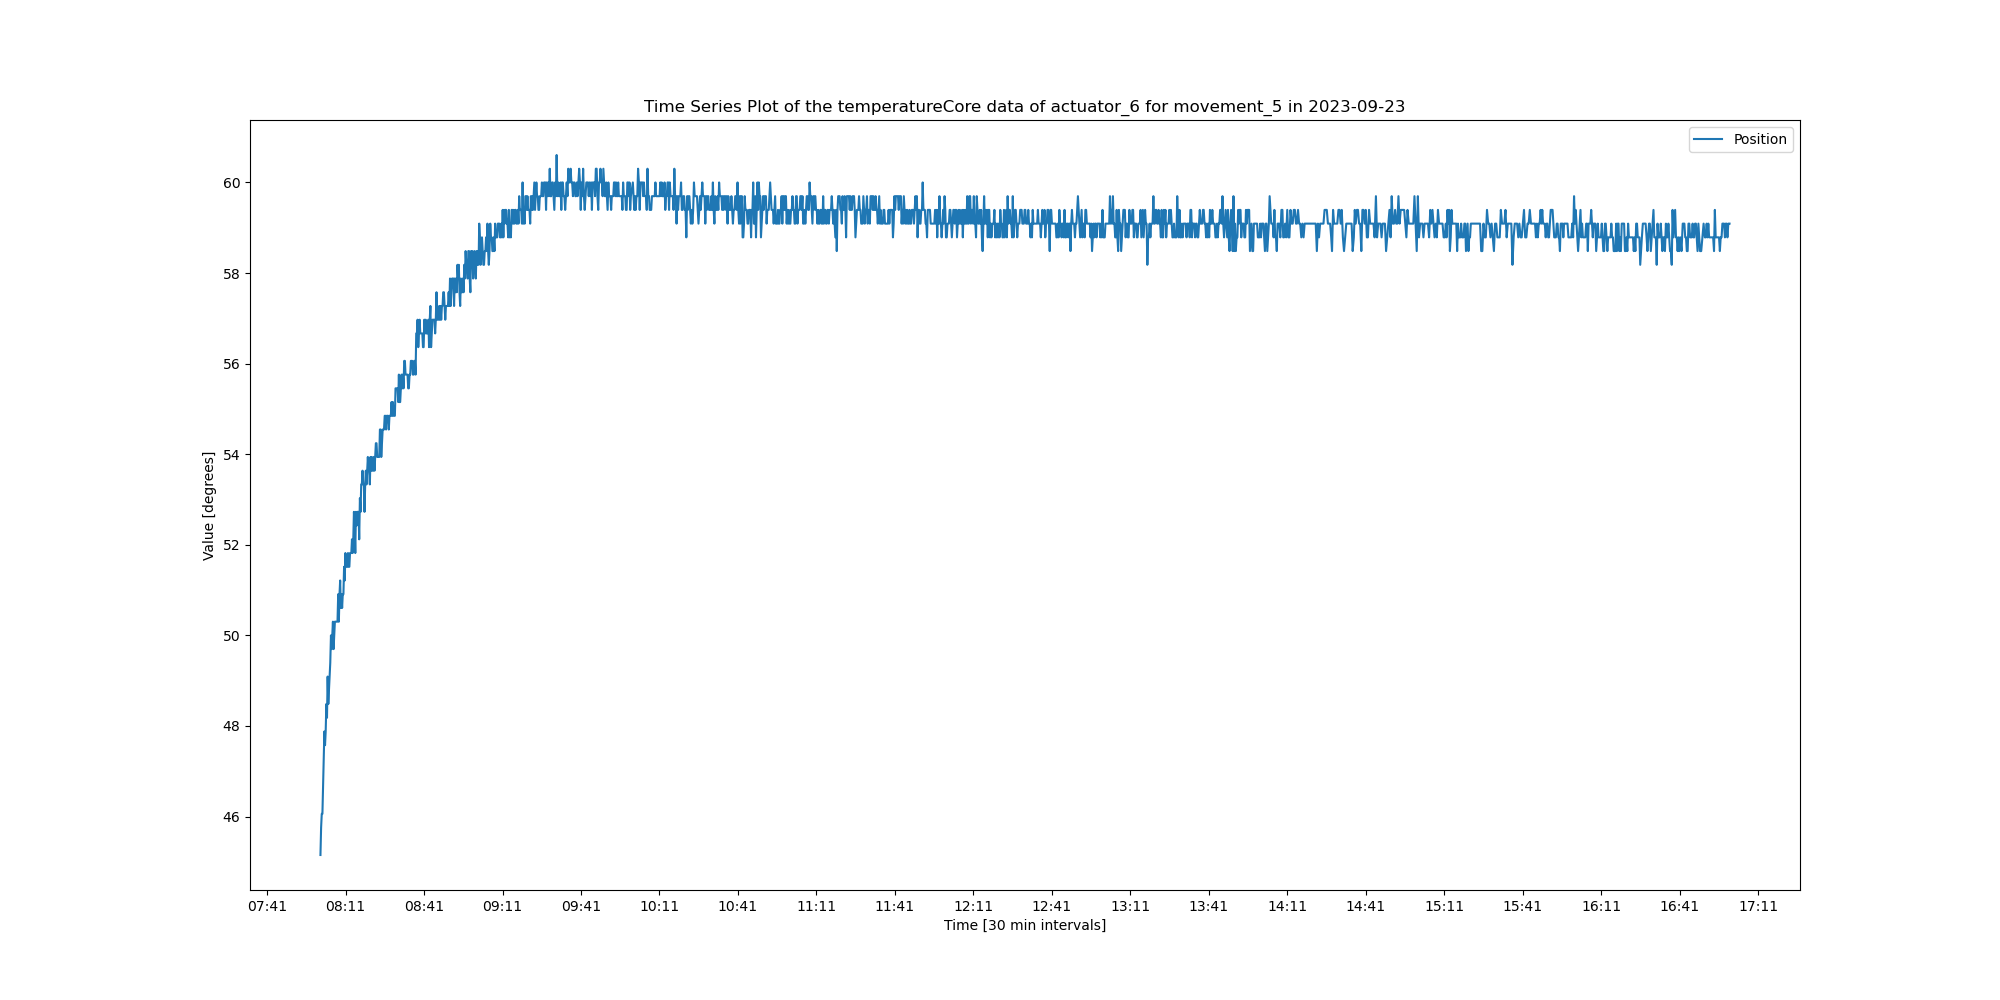 Time Series Plot of the temperatureCore data of actuator_6 for movement_5 in 2023-09-23
Position
60
58
56
54
52
50
48
46
Value [degrees]
07:41 08:11 08:41 09:11 09:41 10:11 10:41 11:11 11:41 12:11 12:41 13:11 13:41 14:11 14:41 15:11 15:41 16:11 16:41 17:11
Time [30 min intervals]